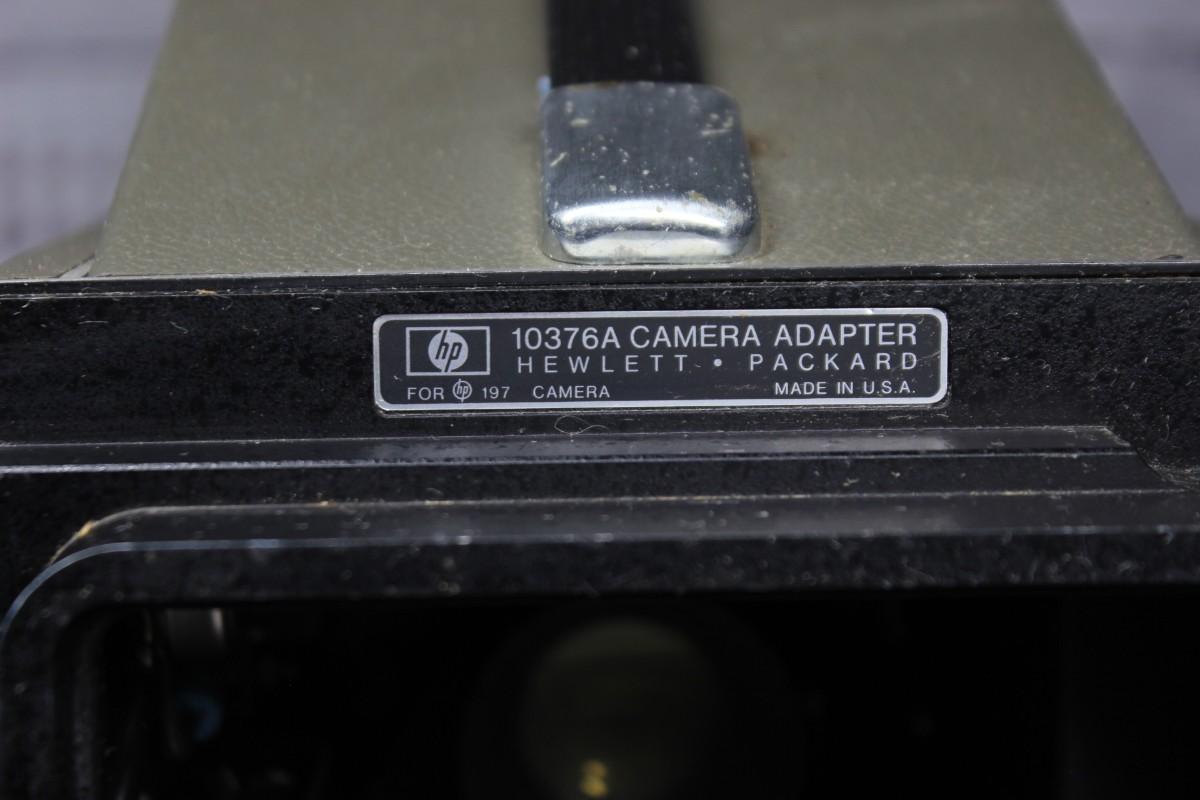 hp 10376A CAMERA ADAPTER
HEWLETT • PACKARD
FOR hp 197 CAMERA MADE IN U.S.A.